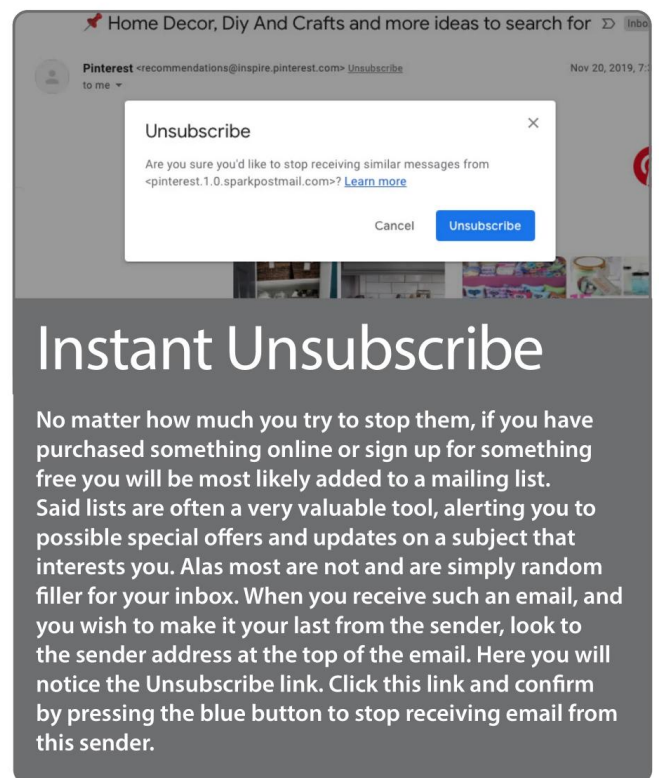 📌 Home Decor, Diy And Crafts and more ideas to search for
Pinterest <recommendations@inspire.pinterest.com> Unsubscribe
Nov 20, 2019,
to me
Unsubscribe
Are you sure you'd like to stop receiving similar messages from
<pinterest.1.0.sparkpostmail.com>? Learn more
Cancel Unsubscribe
Instant Unsubscribe
No matter how much you try to stop them, if you have
purchased something online or sign up for something
free you will be most likely added to a mailing list.
Said lists are often a very valuable tool, alerting you to
possible special offers and updates on a subject that
interests you. Alas most are not and are simply random
filler for your inbox. When you receive such an email, and
you wish to make it your last from the sender, look to
the sender address at the top of the email. Here you will
notice the Unsubscribe link. Click this link and confirm
by pressing the blue button to stop receiving email from
this sender.